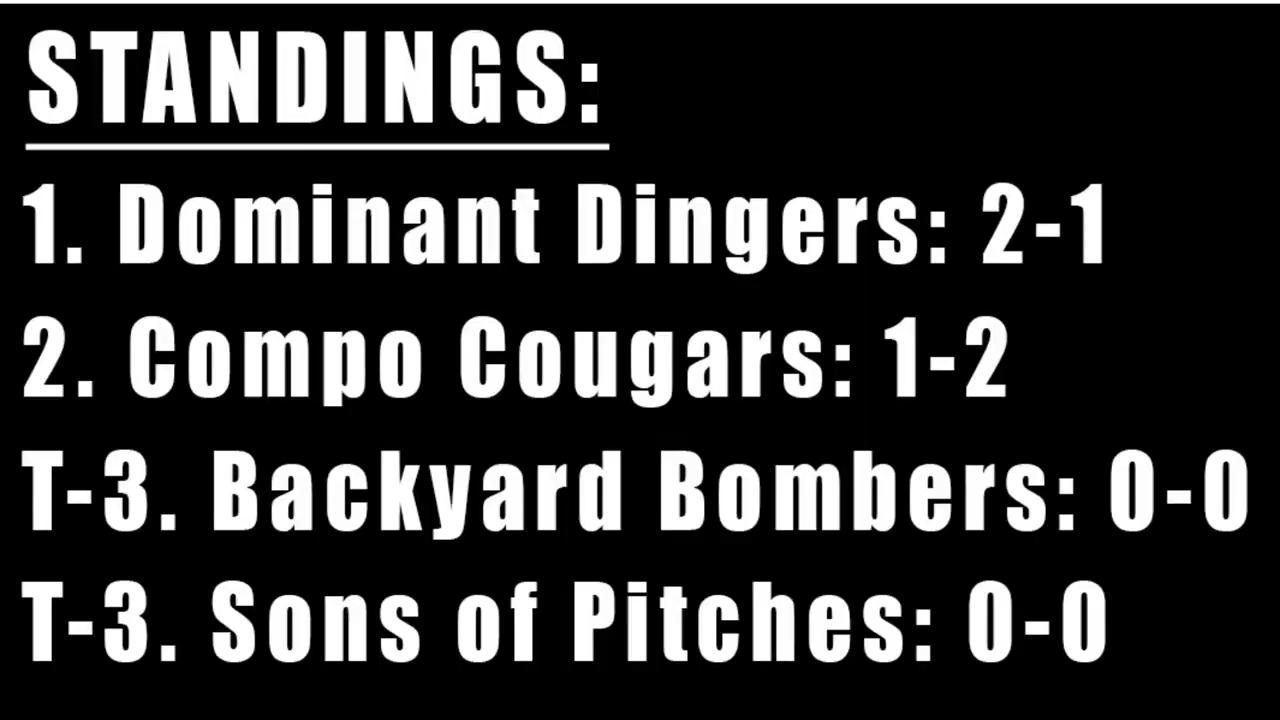 STANDINGS:
1. Dominant Dingers: 2-1
2. Compo Cougars: 1-2
T-3. Backyard Bombers: 0-0
T-3. Sons of Pitches: 0-0